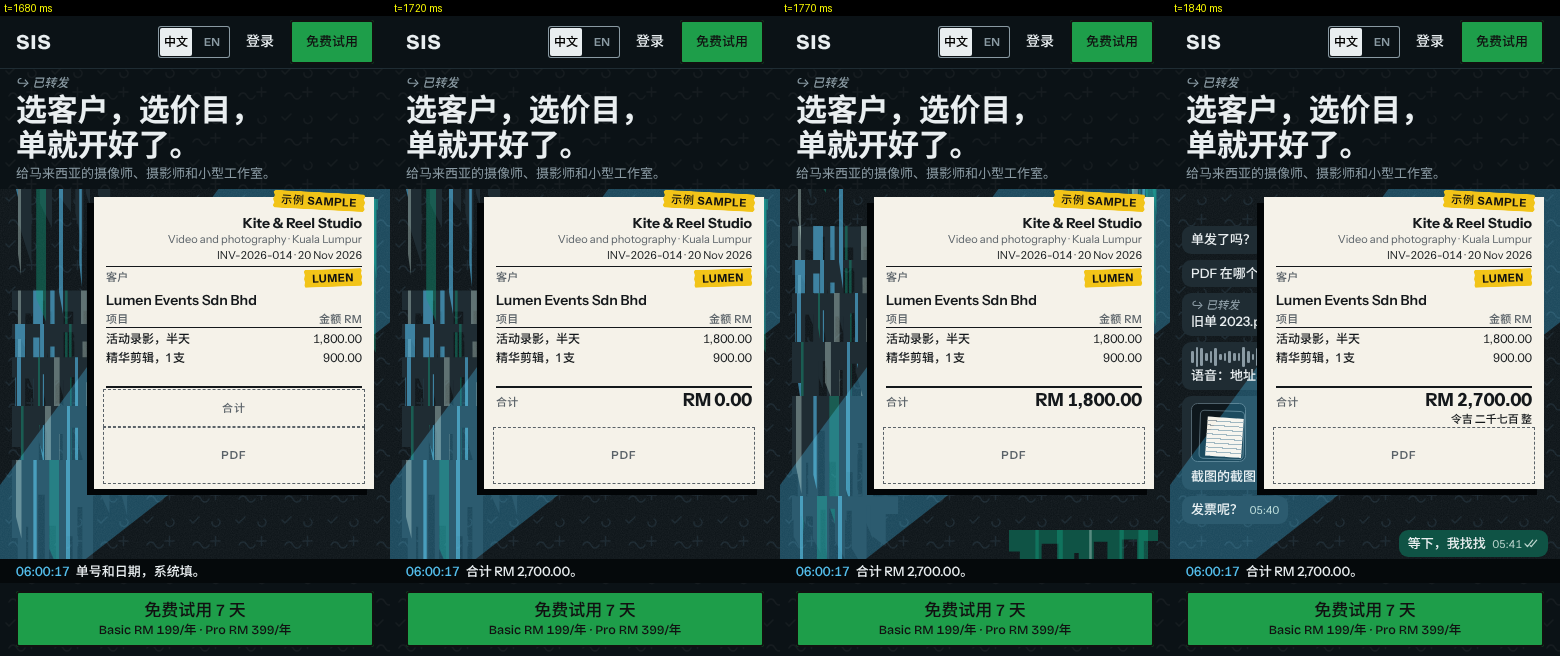 t=1680 ms
SIS
中文 EN
登录
免费试用
已转发
选客户，选价目，
单就开好了。
给马来西亚的摄像师、摄影师和小型工作室。
示例 SAMPLE
Kite & Reel Studio
Video and photography · Kuala Lumpur
INV-2026-014 · 20 Nov 2026
客户
LUMEN
Lumen Events Sdn Bhd
项目 金额 RM
活动录影，半天 1,800.00
精华剪辑，1支 900.00
合计
PDF
06:00:17 单号和日期，系统填。
免费试用 7 天
Basic RM 199/年 · Pro RM 399/年
t=1720 ms
SIS
中文 EN
登录
免费试用
已转发
选客户，选价目，
单就开好了。
给马来西亚的摄像师、摄影师和小型工作室。
示例 SAMPLE
Kite & Reel Studio
Video and photography · Kuala Lumpur
INV-2026-014 · 20 Nov 2026
客户
LUMEN
Lumen Events Sdn Bhd
项目 金额 RM
活动录影，半天 1,800.00
精华剪辑，1支 900.00
合计 RM 0.00
PDF
06:00:17 合计 RM 2,700.00。
免费试用 7 天
Basic RM 199/年 · Pro RM 399/年
t=1770 ms
SIS
中文 EN
登录
免费试用
已转发
选客户，选价目，
单就开好了。
给马来西亚的摄像师、摄影师和小型工作室。
示例 SAMPLE
Kite & Reel Studio
Video and photography · Kuala Lumpur
INV-2026-014 · 20 Nov 2026
客户
LUMEN
Lumen Events Sdn Bhd
项目 金额 RM
活动录影，半天 1,800.00
精华剪辑，1支 900.00
合计 RM 1,800.00
PDF
06:00:17 合计 RM 2,700.00。
免费试用 7 天
Basic RM 199/年 · Pro RM 399/年
t=1840 ms
SIS
中文 EN
登录
免费试用
已转发
选客户，选价目，
单就开好了。
给马来西亚的摄像师、摄影师和小型工作室。
单发了吗？
PDF 在哪个
已转发
旧单 2023.
语音：地址
截图的截图
发票呢？ 05:40
示例 SAMPLE
Kite & Reel Studio
Video and photography · Kuala Lumpur
INV-2026-014 · 20 Nov 2026
客户
LUMEN
Lumen Events Sdn Bhd
项目 金额 RM
活动录影，半天 1,800.00
精华剪辑，1支 900.00
合计 RM 2,700.00
令吉 二千七百 整
PDF
等下，我找找 05:41
06:00:17 合计 RM 2,700.00。
免费试用 7 天
Basic RM 199/年 · Pro RM 399/年